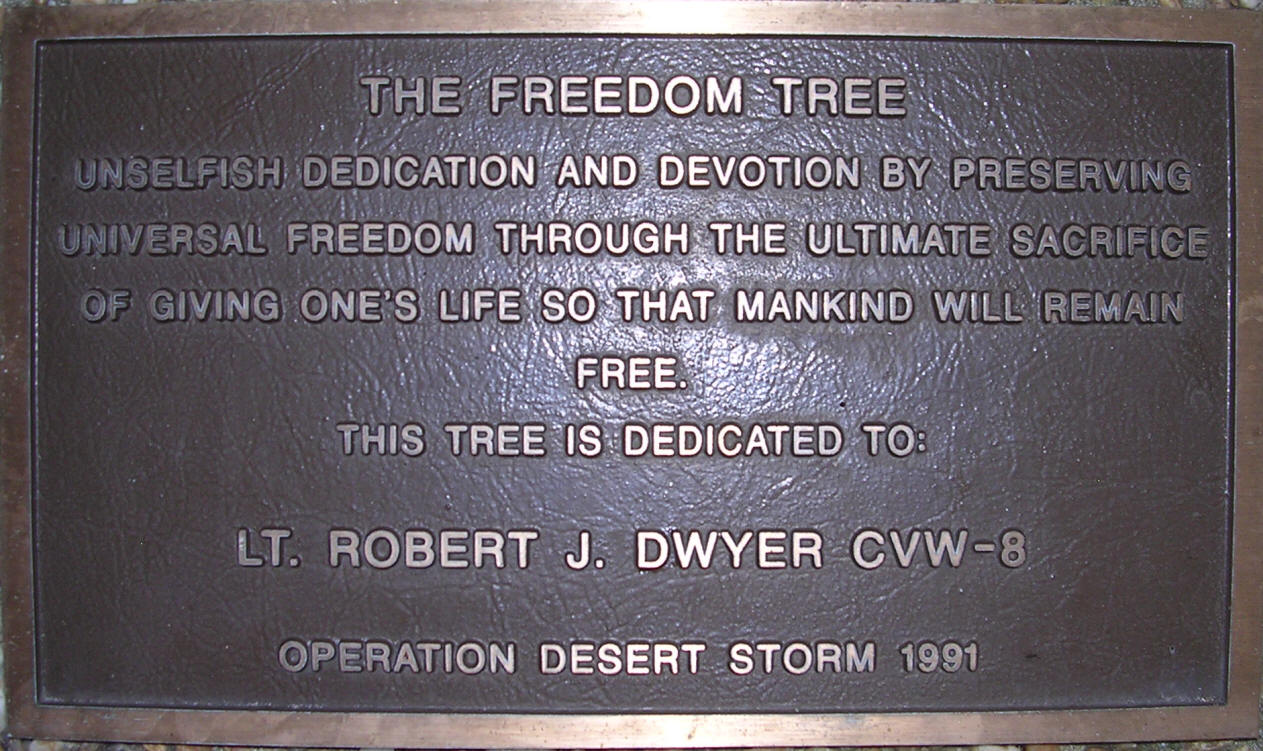 THE FREEDOM TREE
UNSELFISH DEDICATION AND DEVOTION BY PRESERVING
UNIVERSAL FREEDOM THROUGH THE ULTIMATE SACRIFICE
OF GIVING ONE'S LIFE SO THAT MANKIND WILL REMAIN
FREE.
THIS TREE IS DEDICATED TO:
LT. ROBERT J. DWYER CVW-8
OPERATION DESERT STORM 1991